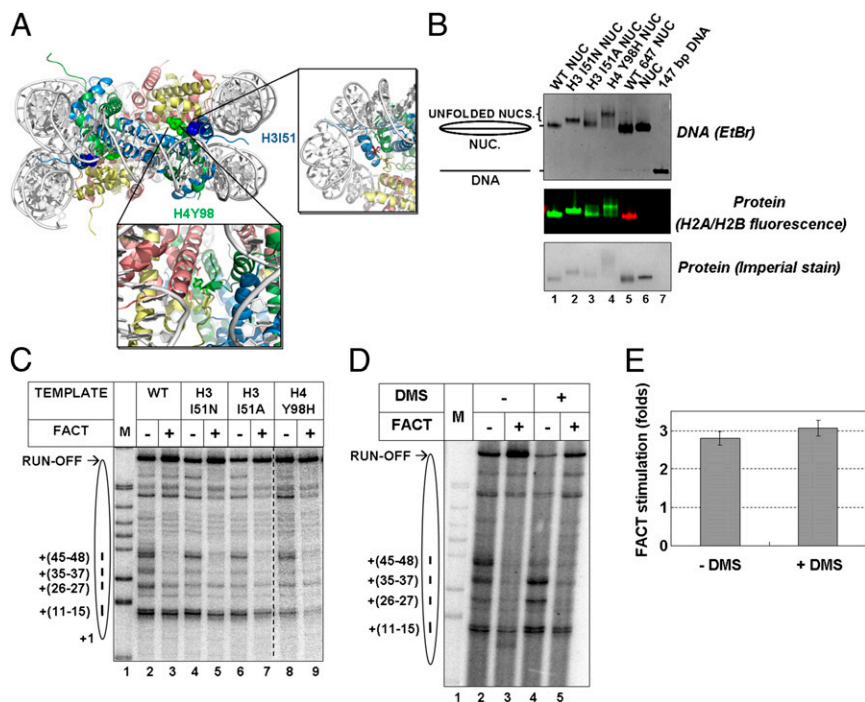 A
H3I51
H4Y98
B
WT NUC
H3 I51N NUC
H3 I51A NUC
H4 Y98H NUC
WT 647 NUC
NUC
147 bp DNA
UNFOLDED NUCS.
NUC.
DNA
DNA (EtBr)
Protein
(H2A/H2B fluorescence)
Protein (Imperial stain)
1 2 3 4 5 6 7
C
TEMPLATE WT H3 I51N H3 I51A H4 Y98H
FACT M - + - + - + - +
RUN-OFF→
+(45-48)
+(35-37)
+(26-27)
+(11-15)
+1
1 2 3 4 5 6 7 8 9
D
DMS M - +
FACT - + - +
RUN-OFF→
+(45-48)
+(35-37)
+(26-27)
+(11-15)
1 2 3 4 5
E
FACT stimulation (folds)
3
2
1
0
- DMS + DMS